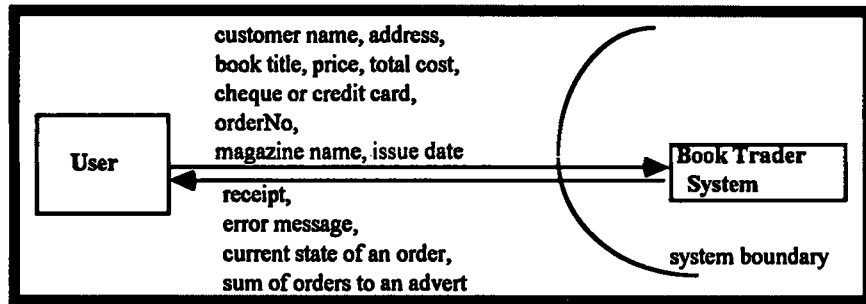 customer name, address,
book title, price, total cost,
cheque or credit card,
orderNo,
magazine name, issue date
User
Book Trader
System
receipt,
error message,
current state of an order,
sum of orders to an advert
system boundary